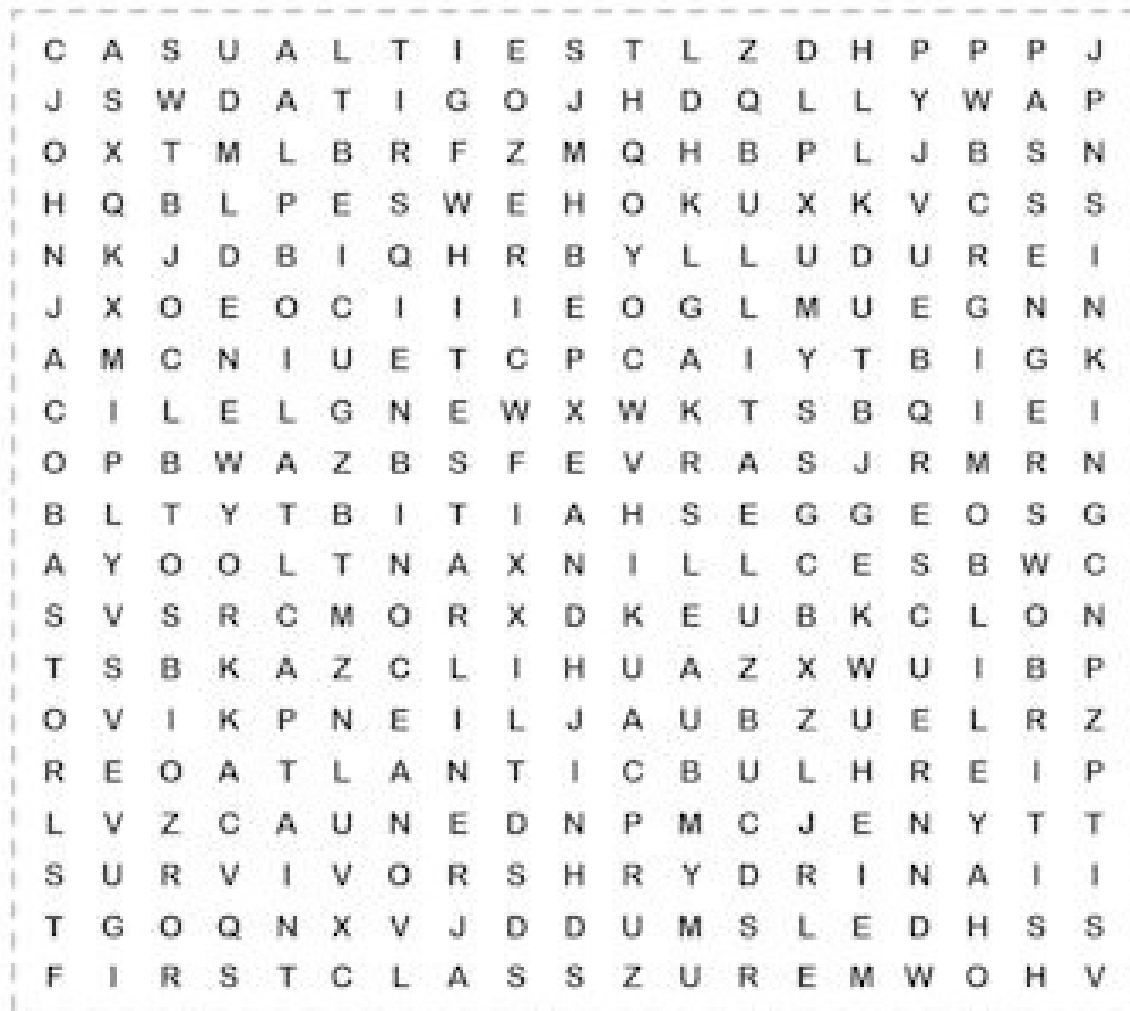 C A S U A L T I E S T L Z D H P P P J
J S W D A T I G O J H D Q L L Y W A P
O X T M L B R F Z M Q H B P L J B S N
H Q B L P E S W E H O K U X K V C S S
N K J D B I Q H R B Y L L U D U R E I
J X O E O C I I I E O G L M U E G N N
A M C N I U E T C P C A I Y T B I G K
C I L E L G N E W X W K T S B Q I E I
O P B W A Z B S F E V R A S J R M R N
B L T Y T B I T I A H S E G G E O S G
A Y O O L T N A X N I L L C E S B W C
S V S R C M O R X D K E U B K C L O N
T S B K A Z C L I H U A Z X W U I B P
O V I K P N E I L J A U B Z U E L R Z
R E O A T L A N T I C B U L H R E I P
L V Z C A U N E D N P M C J E N Y T T
S U R V I V O R S H R Y D R I N A I I
T G O Q N X V J D D U M S L E D H S S
F I R S T C L A S S Z U R E M W O H V